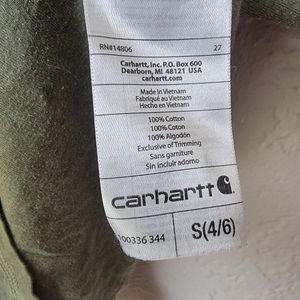 RN#14806 27
Carhartt, Inc. P.O. Box 600
Dearborn, MI 48121 USA
carhartt.com
Made in Vietnam
Fabriqué au Vietnam
Hecho en Vietnam
100% Cotton
100% Coton
100% Algodón
Exclusive of Trimming
Sans garniture
Sin incluir adorno
carhartt
100336 344 S(4/6)